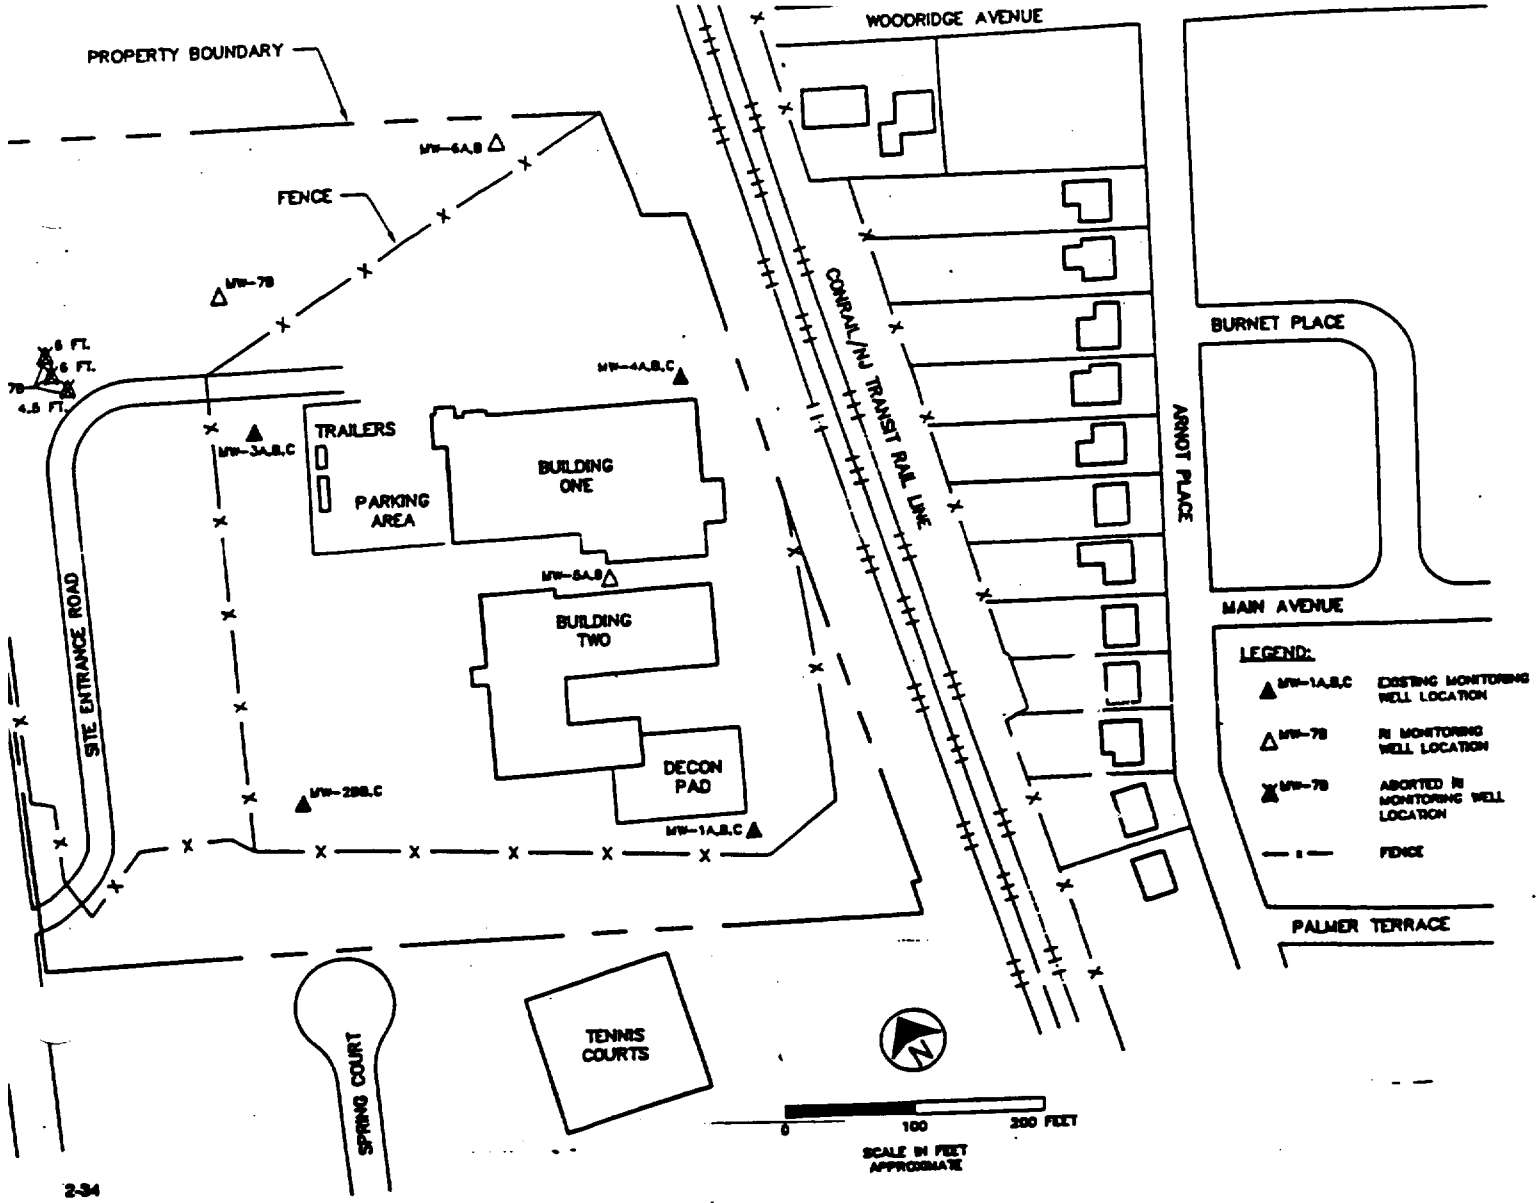 WOODRIDGE AVENUE
PROPERTY BOUNDARY
MW-6A,B
FENCE
MW-7B
6 FT.
6 FT.
7B
4.5 FT.
CONRAIL/NJ TRANSIT RAIL LINE
BURNET PLACE
MW-4A,B,C
ARNOT PLACE
MW-3A,B,C
TRAILERS
PARKING
AREA
BUILDING
ONE
MW-5A,B
BUILDING
TWO
SITE ENTRANCE ROAD
MAIN AVENUE
LEGEND:
MW-1A,B,C
EXISTING MONITORING
WELL LOCATION
MW-7B
RI MONITORING
WELL LOCATION
MW-7B
ABORTED RI
MONITORING WELL
LOCATION
FENCE
DECON
PAD
MW-2BB,C
MW-1A,B,C
PALMER TERRACE
TENNIS
COURTS
SPRING COURT
N
0
100
200 FEET
SCALE IN FEET
APPROXIMATE
2-34